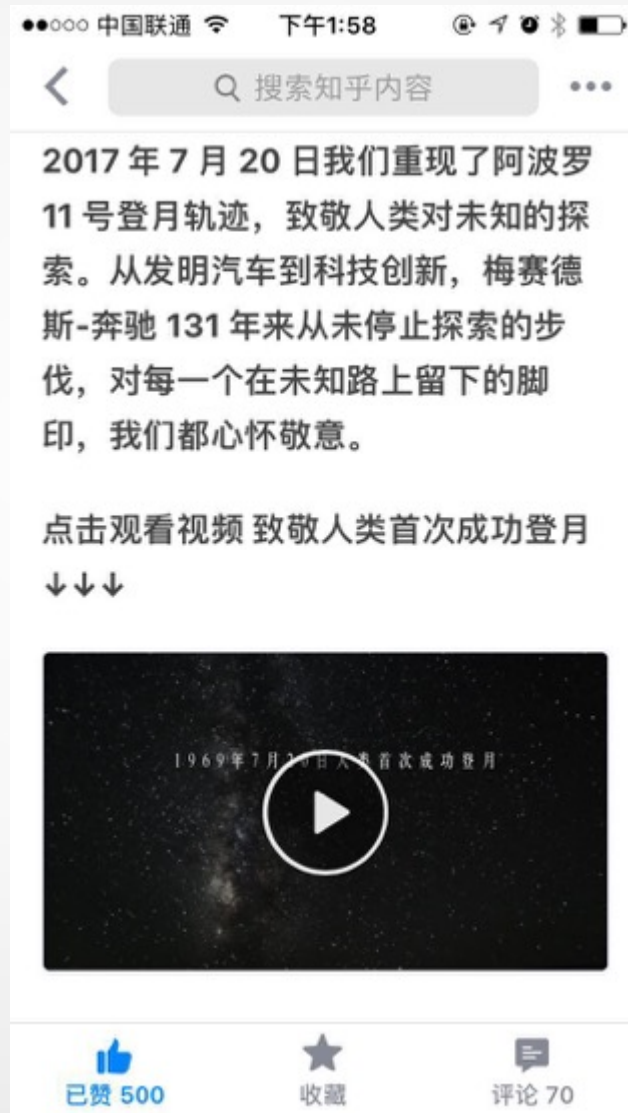 中国联通 下午1:58
搜索知乎内容
2017 年 7 月 20 日我们重现了阿波罗
11 号登月轨迹，致敬人类对未知的探
索。从发明汽车到科技创新，梅赛德
斯-奔驰 131 年来从未停止探索的步
伐，对每一个在未知路上留下的脚
印，我们都心怀敬意。
点击观看视频 致敬人类首次成功登月
↓↓↓
1969年7月20日人类首次成功登月
已赞 500 收藏 评论 70